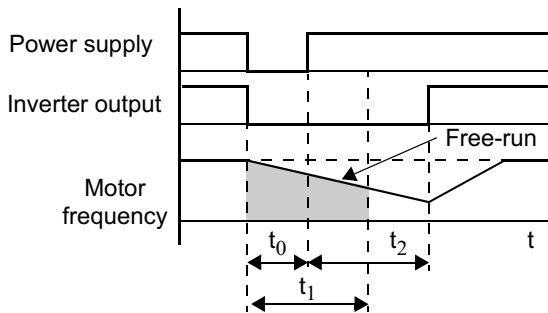 Power supply
Inverter output
Free-run
Motor
frequency
t0
t2
t
t1